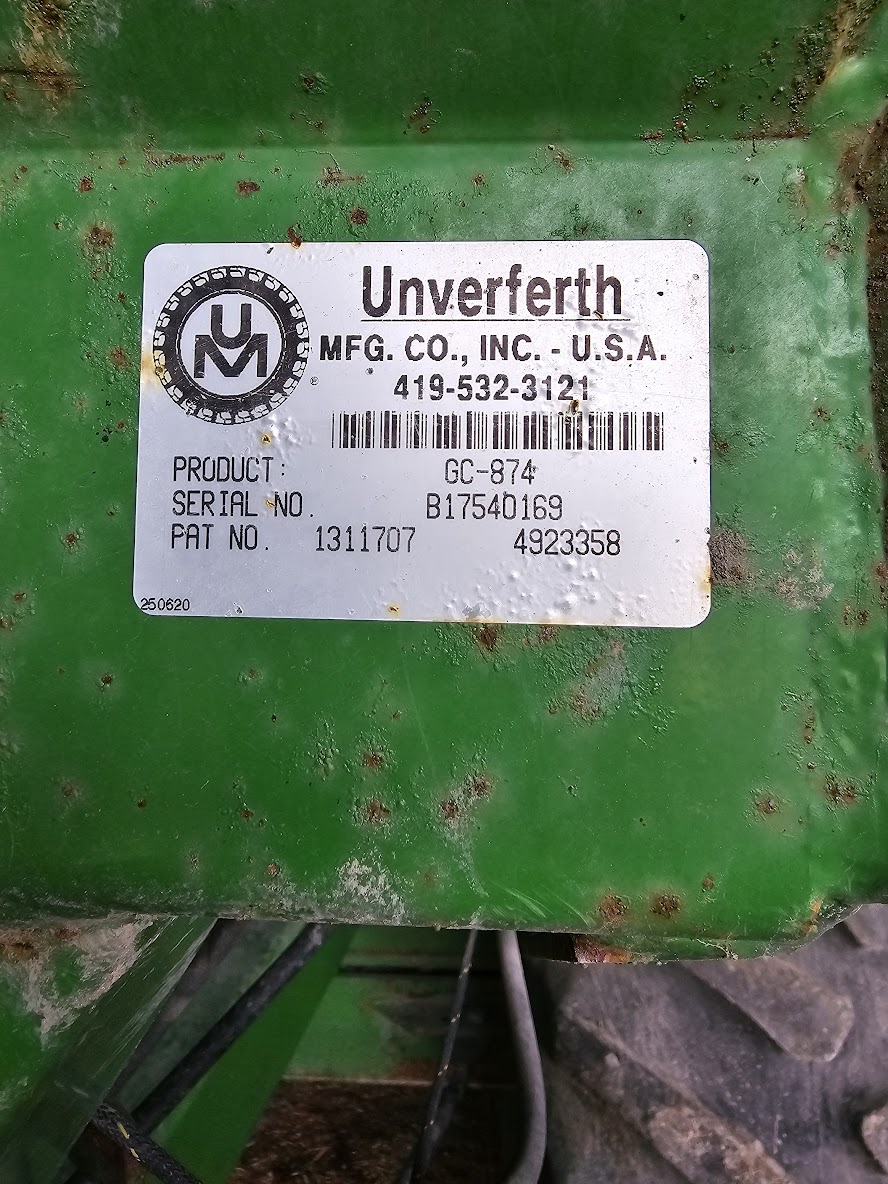 UM
®
Unverferth
MFG. CO., INC. - U.S.A.
419-532-3121
PRODUCT: GC-874
SERIAL NO. B17540169
PAT NO. 1311707 4923358
250620